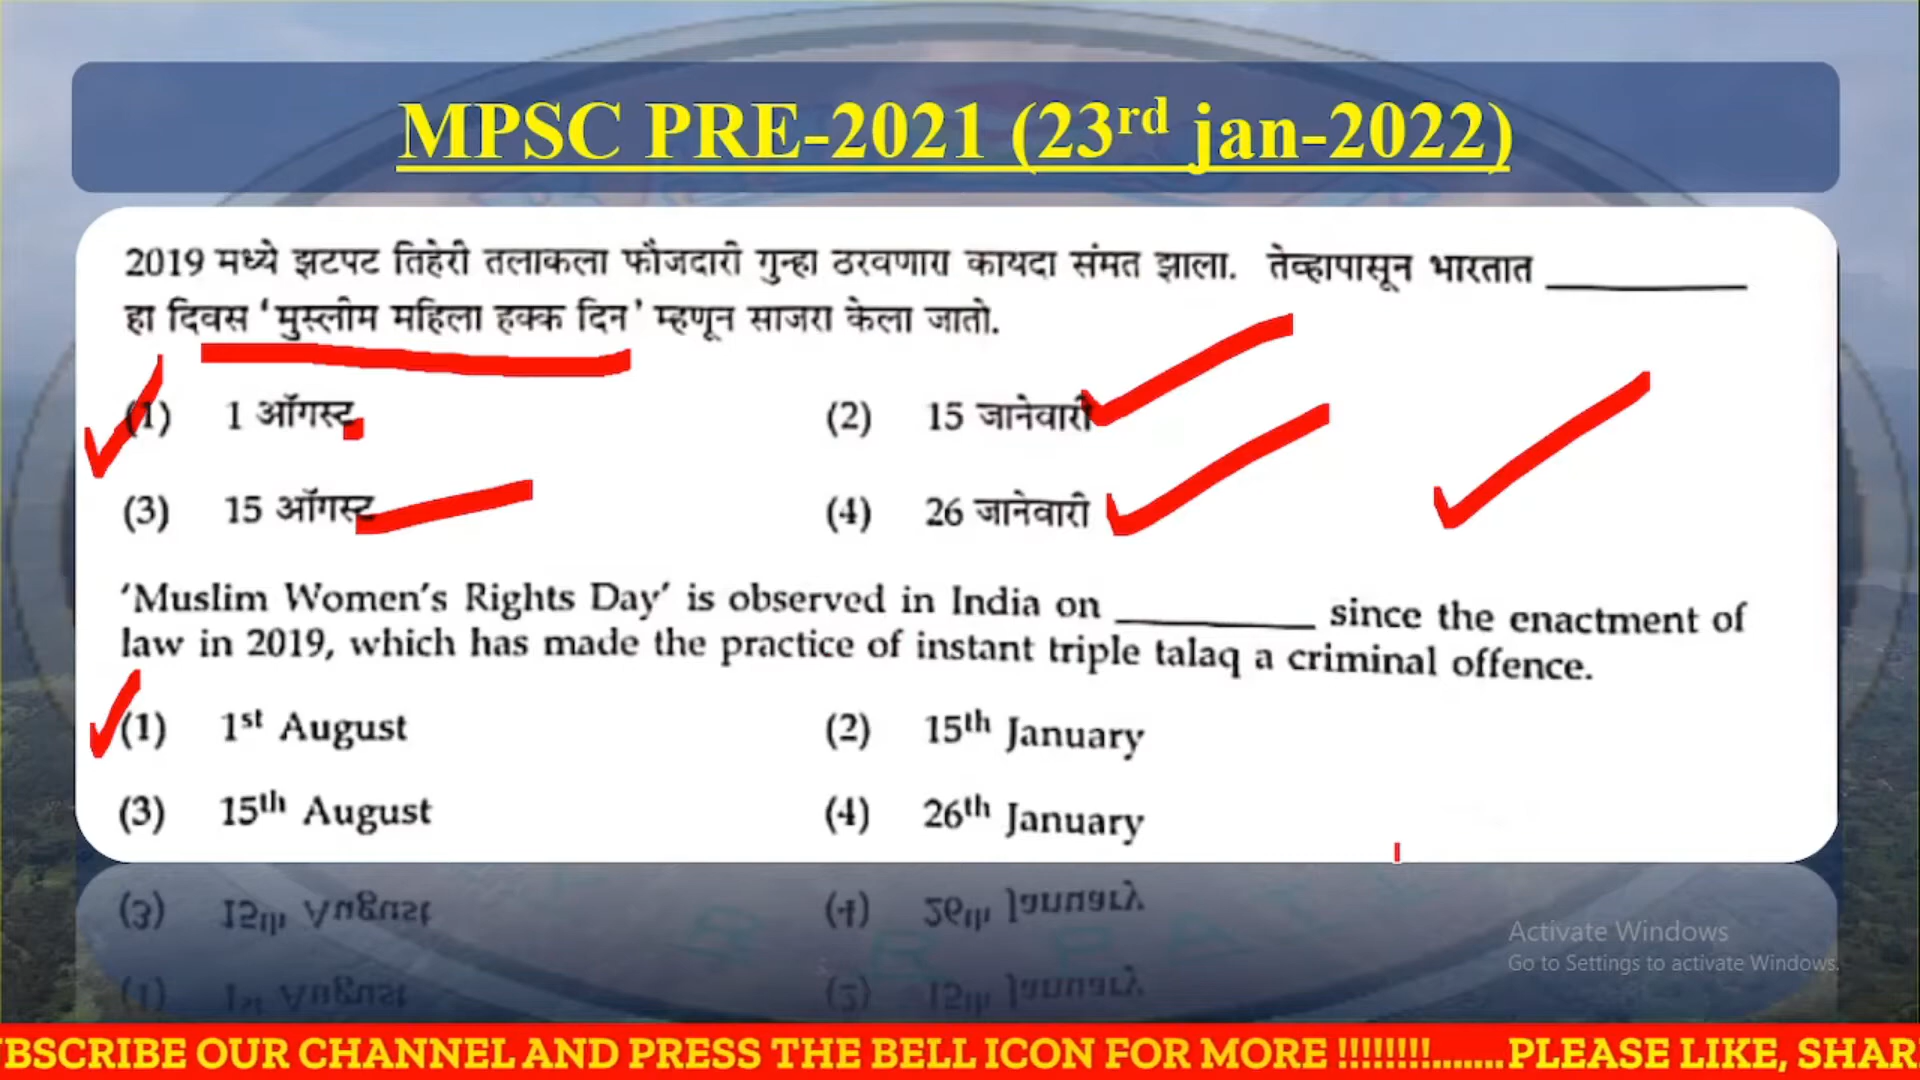 MPSC PRE-2021 (23rd jan-2022)
2019 मध्ये झटपट तिहेरी तलाकला फौजदारी गुन्हा ठरवणारा कायदा संमत झाला. तेव्हापासून भारतात ________
हा दिवस ‘मुस्लीम महिला हक्क दिन’ म्हणून साजरा केला जातो.
(1) 1 ऑगस्ट (2) 15 जानेवारी
(3) 15 ऑगस्ट (4) 26 जानेवारी
‘Muslim Women’s Rights Day’ is observed in India on ________ since the enactment of
law in 2019, which has made the practice of instant triple talaq a criminal offence.
(1) 1st August (2) 15th January
(3) 15th August (4) 26th January
Activate Windows
Go to Settings to activate Windows.
BSCRIBE OUR CHANNEL AND PRESS THE BELL ICON FOR MORE !!!!!!!!!.......PLEASE LIKE, SHAR